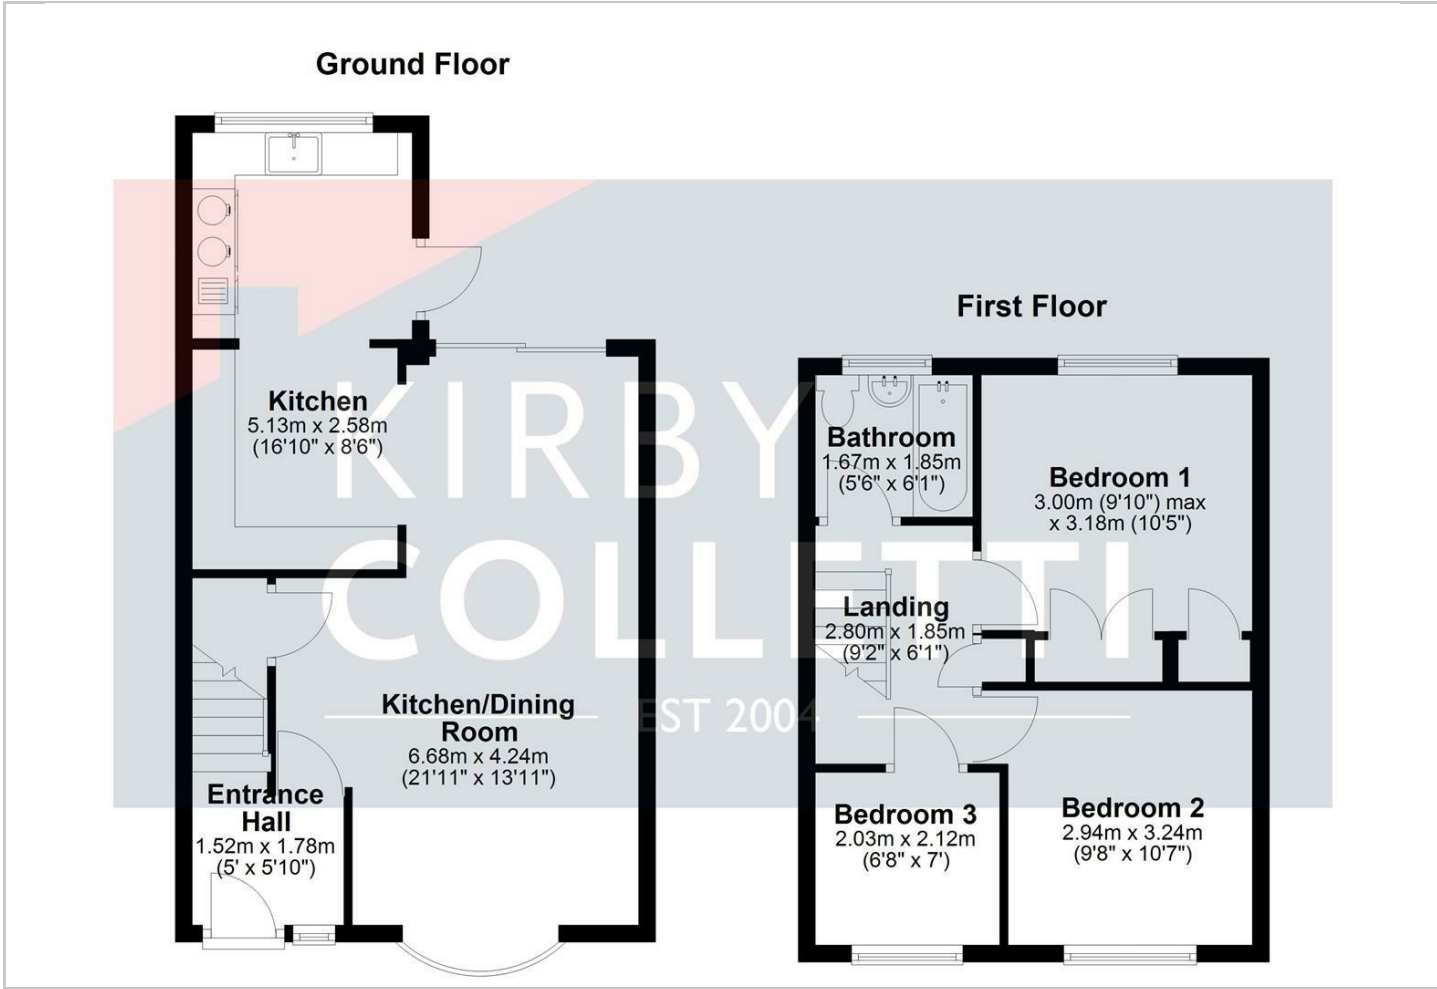 Ground Floor
Kitchen
5.13m x 2.58m
(16'10" x 8'6")
Kitchen/Dining
Room
6.68m x 4.24m
(21'11" x 13'11")
Entrance
Hall
1.52m x 1.78m
(5' x 5'10")
First Floor
Bathroom
1.67m x 1.85m
(5'6" x 6'1")
Bedroom 1
3.00m (9'10") max
x 3.18m (10'5")
Landing
2.80m x 1.85m
(9'2" x 6'1")
Bedroom 3
2.03m x 2.12m
(6'8" x 7')
Bedroom 2
2.94m x 3.24m
(9'8" x 10'7")
KIRBY
COLLETTI
EST 2004